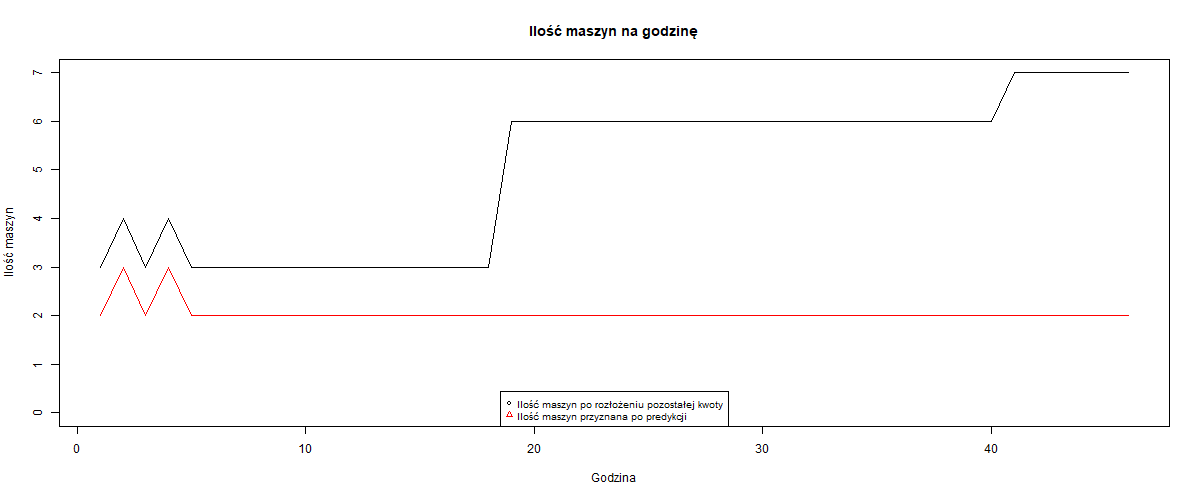 Ilość maszyn na godzinę
Ilość maszyn
7
6
5
4
3
2
1
0
Ilość maszyn po rozłożeniu pozostałej kwoty
Ilość maszyn przyznana po predykcji
0 10 20 30 40
Godzina